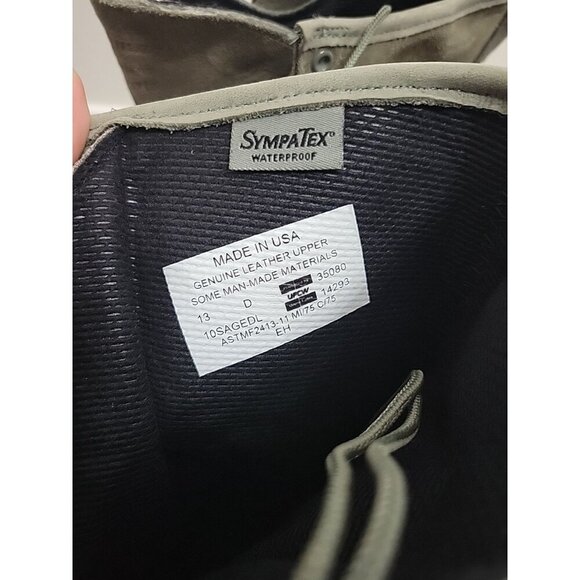 SYMPATEX®
WATERPROOF
MADE IN USA
GENUINE LEATHER UPPER
SOME MAN-MADE MATERIALS
13 D UFCW 35080
10SAGEDL 14293
ASTMF2413-11 MI/75 C/75
EH